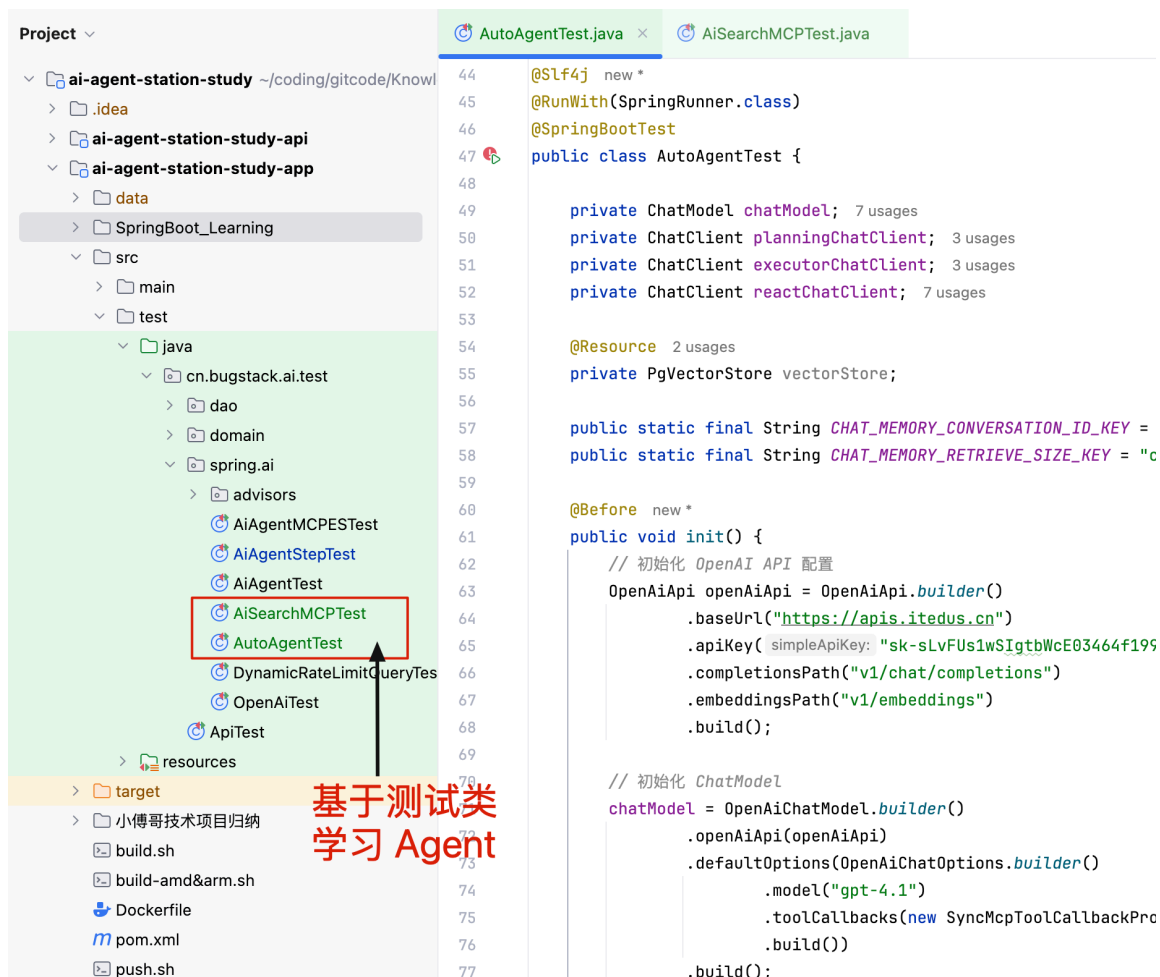 Project
ai-agent-station-study ~/coding/gitcode/Knowl
.idea
ai-agent-station-study-api
ai-agent-station-study-app
data
SpringBoot_Learning
src
main
test
java
cn.bugstack.ai.test
dao
domain
spring.ai
advisors
AiAgentMCPESTest
AiAgentStepTest
AiAgentTest
AiSearchMCPTest
AutoAgentTest
DynamicRateLimitQueryTes
OpenAiTest
ApiTest
resources
target
小傅哥技术项目归纳
build.sh
build-amd&arm.sh
Dockerfile
pom.xml
push.sh
基于测试类
学习 Agent
AutoAgentTest.java
AiSearchMCPTest.java
44 @Slf4j new *
45 @RunWith(SpringRunner.class)
46 @SpringBootTest
47 public class AutoAgentTest {
48
49 private ChatModel chatModel; 7 usages
50 private ChatClient planningChatClient; 3 usages
51 private ChatClient executorChatClient; 3 usages
52 private ChatClient reactChatClient; 7 usages
53
54 @Resource 2 usages
55 private PgVectorStore vectorStore;
56
57 public static final String CHAT_MEMORY_CONVERSATION_ID_KEY =
58 public static final String CHAT_MEMORY_RETRIEVE_SIZE_KEY = "c
59
60 @Before new *
61 public void init() {
62 // 初始化 OpenAI API 配置
63 OpenAiApi openAiApi = OpenAiApi.builder()
64 .baseUrl("https://apis.itedus.cn")
65 .apiKey( simpleApiKey: "sk-sLvFUs1wSIgtbWcE03464f199
66 .completionsPath("v1/chat/completions")
67 .embeddingsPath("v1/embeddings")
68 .build();
69
70 // 初始化 ChatModel
chatModel = OpenAiChatModel.builder()
72 .openAiApi(openAiApi)
73 .defaultOptions(OpenAiChatOptions.builder()
74 .model("gpt-4.1")
75 .toolCallbacks(new SyncMcpToolCallbackPro
76 .build())
77 .build();